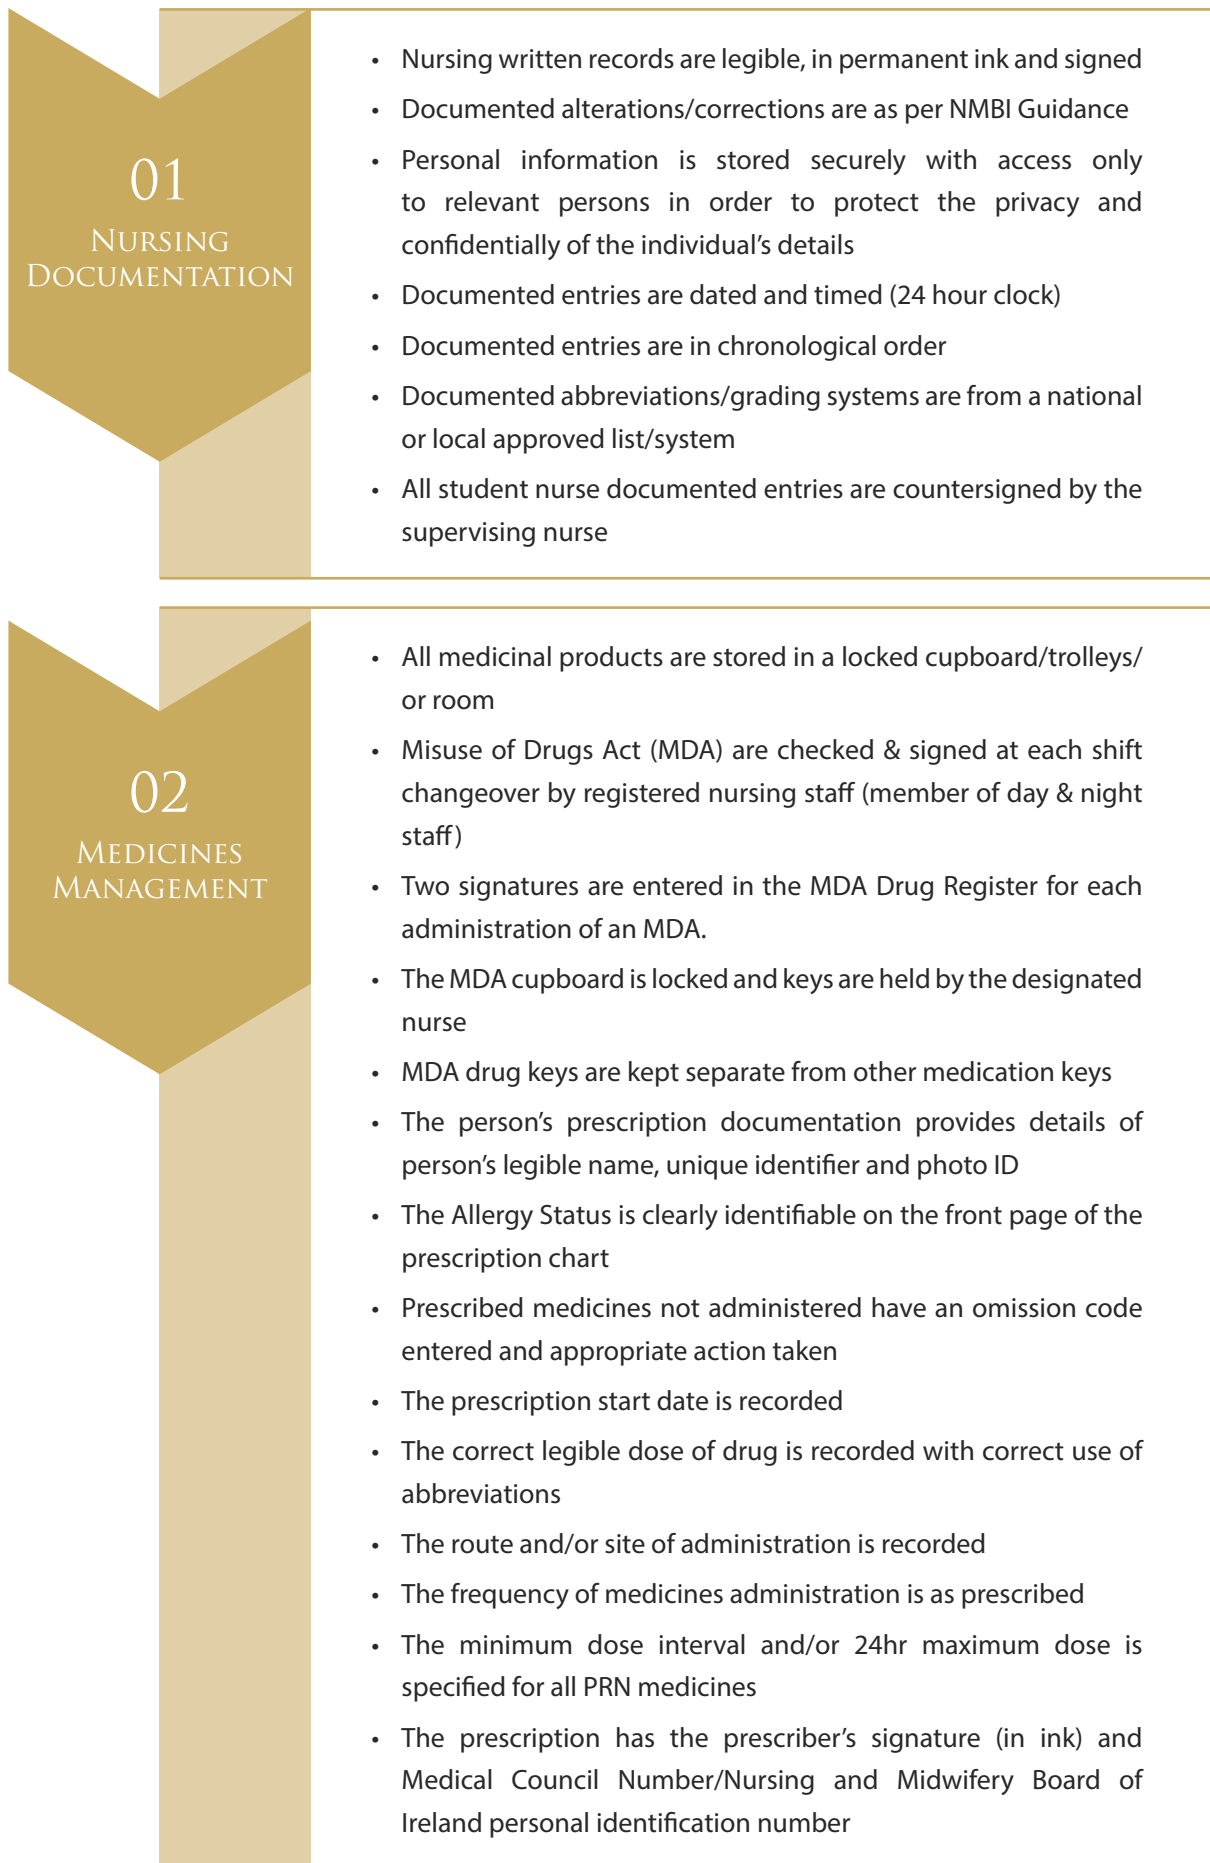 01
Nursing
Documentation
• Nursing written records are legible, in permanent ink and signed
• Documented alterations/corrections are as per NMBI Guidance
• Personal information is stored securely with access only
to relevant persons in order to protect the privacy and
confidentially of the individual’s details
• Documented entries are dated and timed (24 hour clock)
• Documented entries are in chronological order
• Documented abbreviations/grading systems are from a national
or local approved list/system
• All student nurse documented entries are countersigned by the
supervising nurse
02
Medicines
Management
• All medicinal products are stored in a locked cupboard/trolleys/
or room
• Misuse of Drugs Act (MDA) are checked & signed at each shift
changeover by registered nursing staff (member of day & night
staff)
• Two signatures are entered in the MDA Drug Register for each
administration of an MDA.
• The MDA cupboard is locked and keys are held by the designated
nurse
• MDA drug keys are kept separate from other medication keys
• The person’s prescription documentation provides details of
person’s legible name, unique identifier and photo ID
• The Allergy Status is clearly identifiable on the front page of the
prescription chart
• Prescribed medicines not administered have an omission code
entered and appropriate action taken
• The prescription start date is recorded
• The correct legible dose of drug is recorded with correct use of
abbreviations
• The route and/or site of administration is recorded
• The frequency of medicines administration is as prescribed
• The minimum dose interval and/or 24hr maximum dose is
specified for all PRN medicines
• The prescription has the prescriber’s signature (in ink) and
Medical Council Number/Nursing and Midwifery Board of
Ireland personal identification number